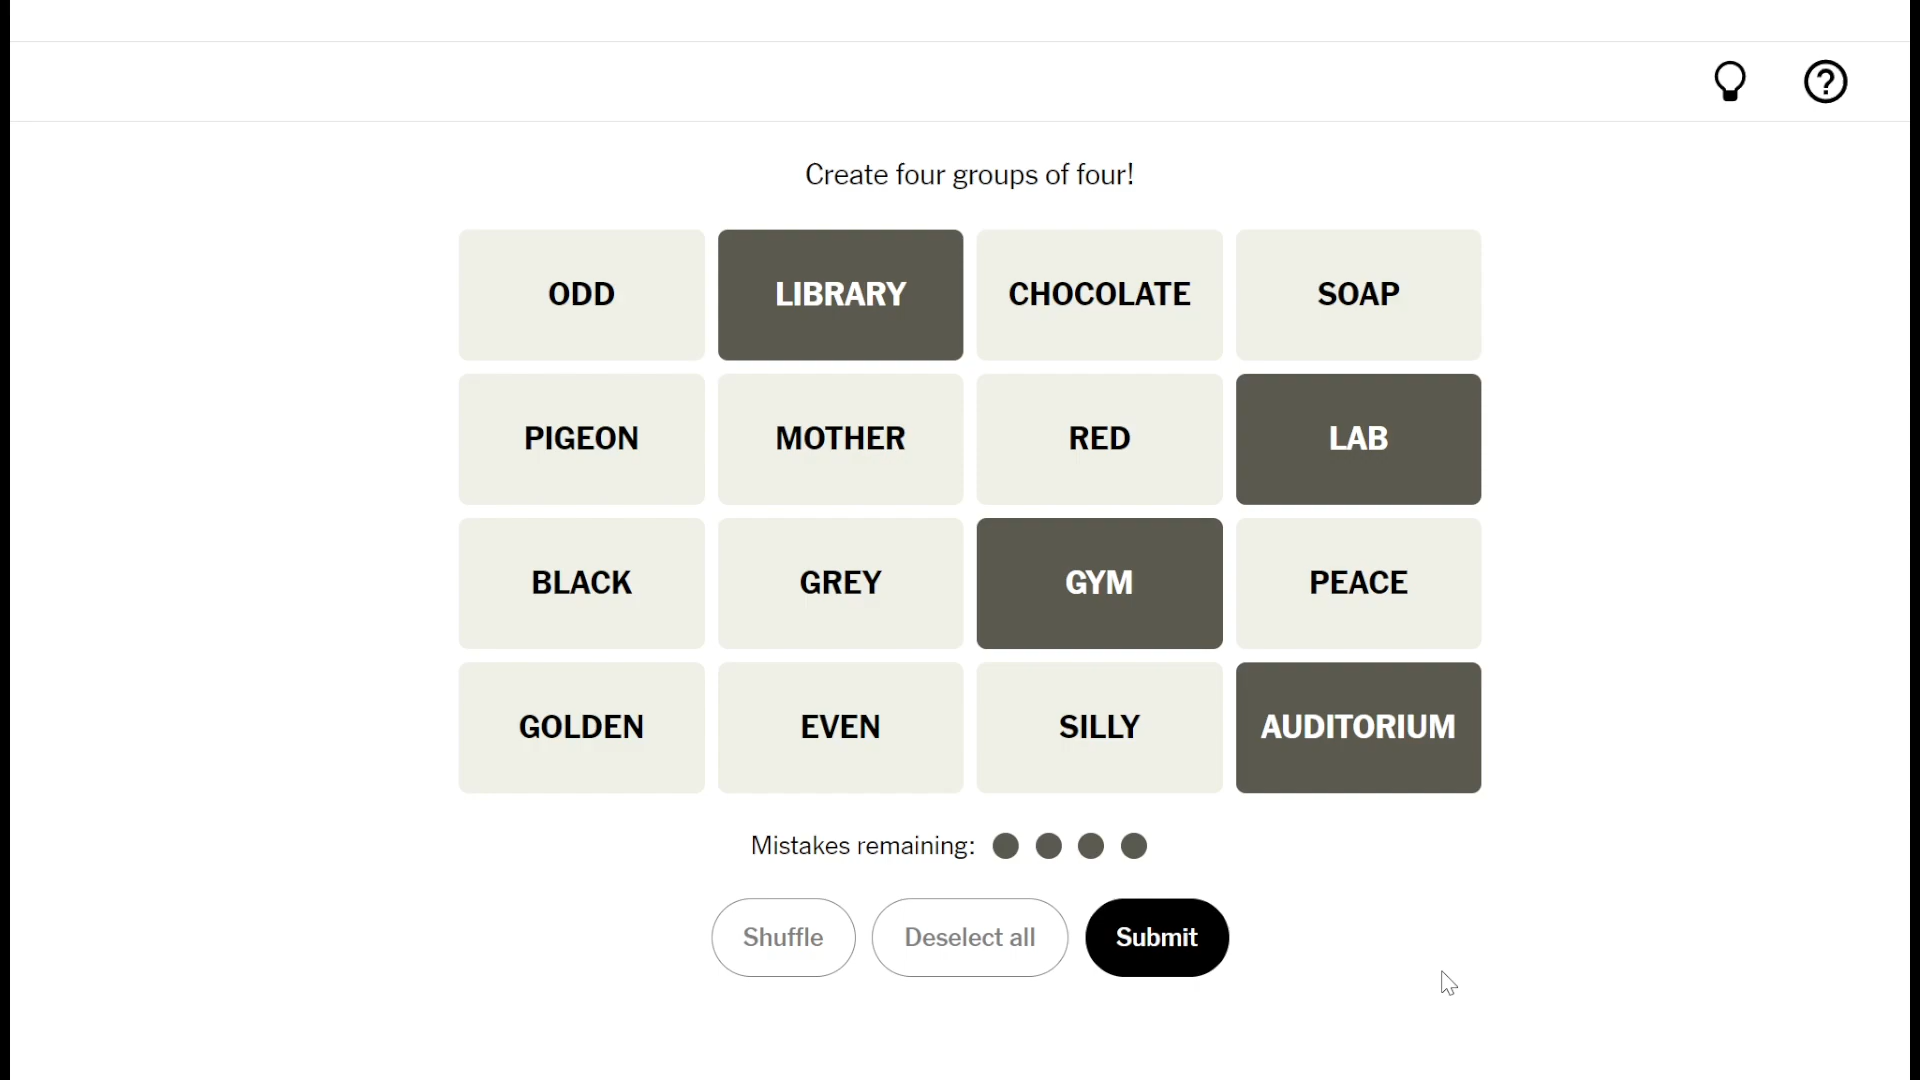 Create four groups of four!
ODD LIBRARY CHOCOLATE SOAP
PIGEON MOTHER RED LAB
BLACK GREY GYM PEACE
GOLDEN EVEN SILLY AUDITORIUM
Mistakes remaining:
Shuffle Deselect all Submit